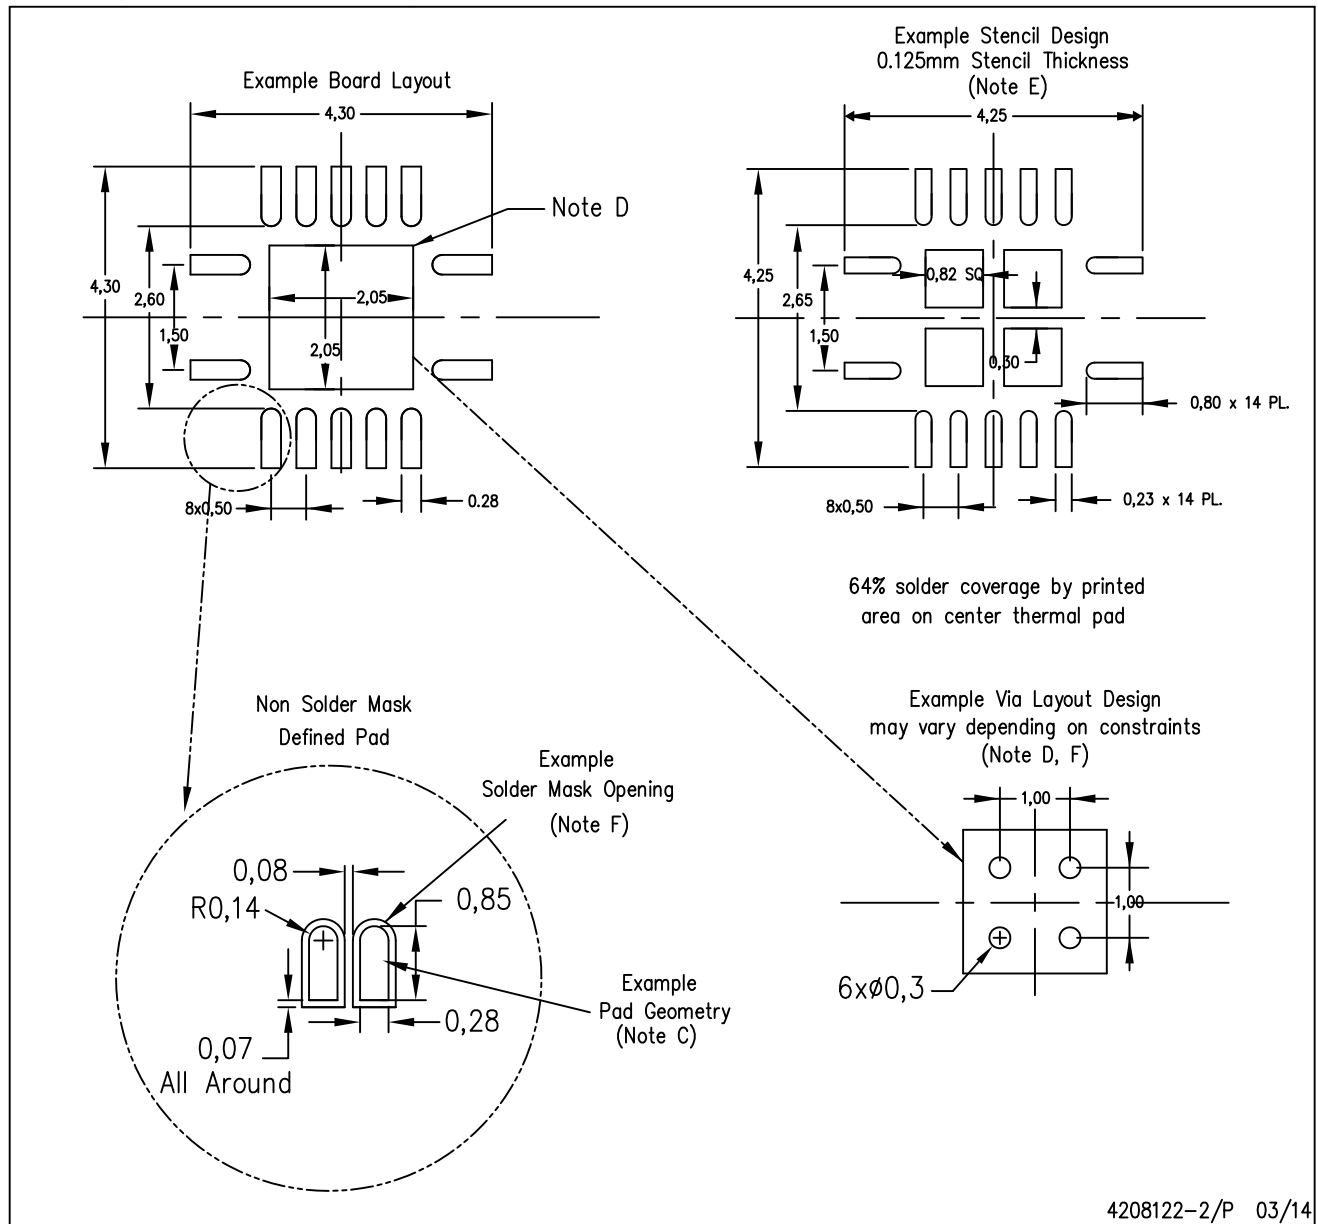 Example Board Layout
4,30
Note D
4,30
2,60
1,50
2,05
2,05
8x0,50
0.28
Example Stencil Design
0.125mm Stencil Thickness
(Note E)
4,25
4,25
2,65
1,50
0,82 SQ
0,30
0,80 x 14 PL.
8x0,50
0,23 x 14 PL.
64% solder coverage by printed
area on center thermal pad
Non Solder Mask
Defined Pad
Example
Solder Mask Opening
(Note F)
0,08
R0,14
0,85
0,28
0,07
All Around
Example
Pad Geometry
(Note C)
Example Via Layout Design
may vary depending on constraints
(Note D, F)
1,00
1,00
6xø0,3
4208122-2/P 03/14